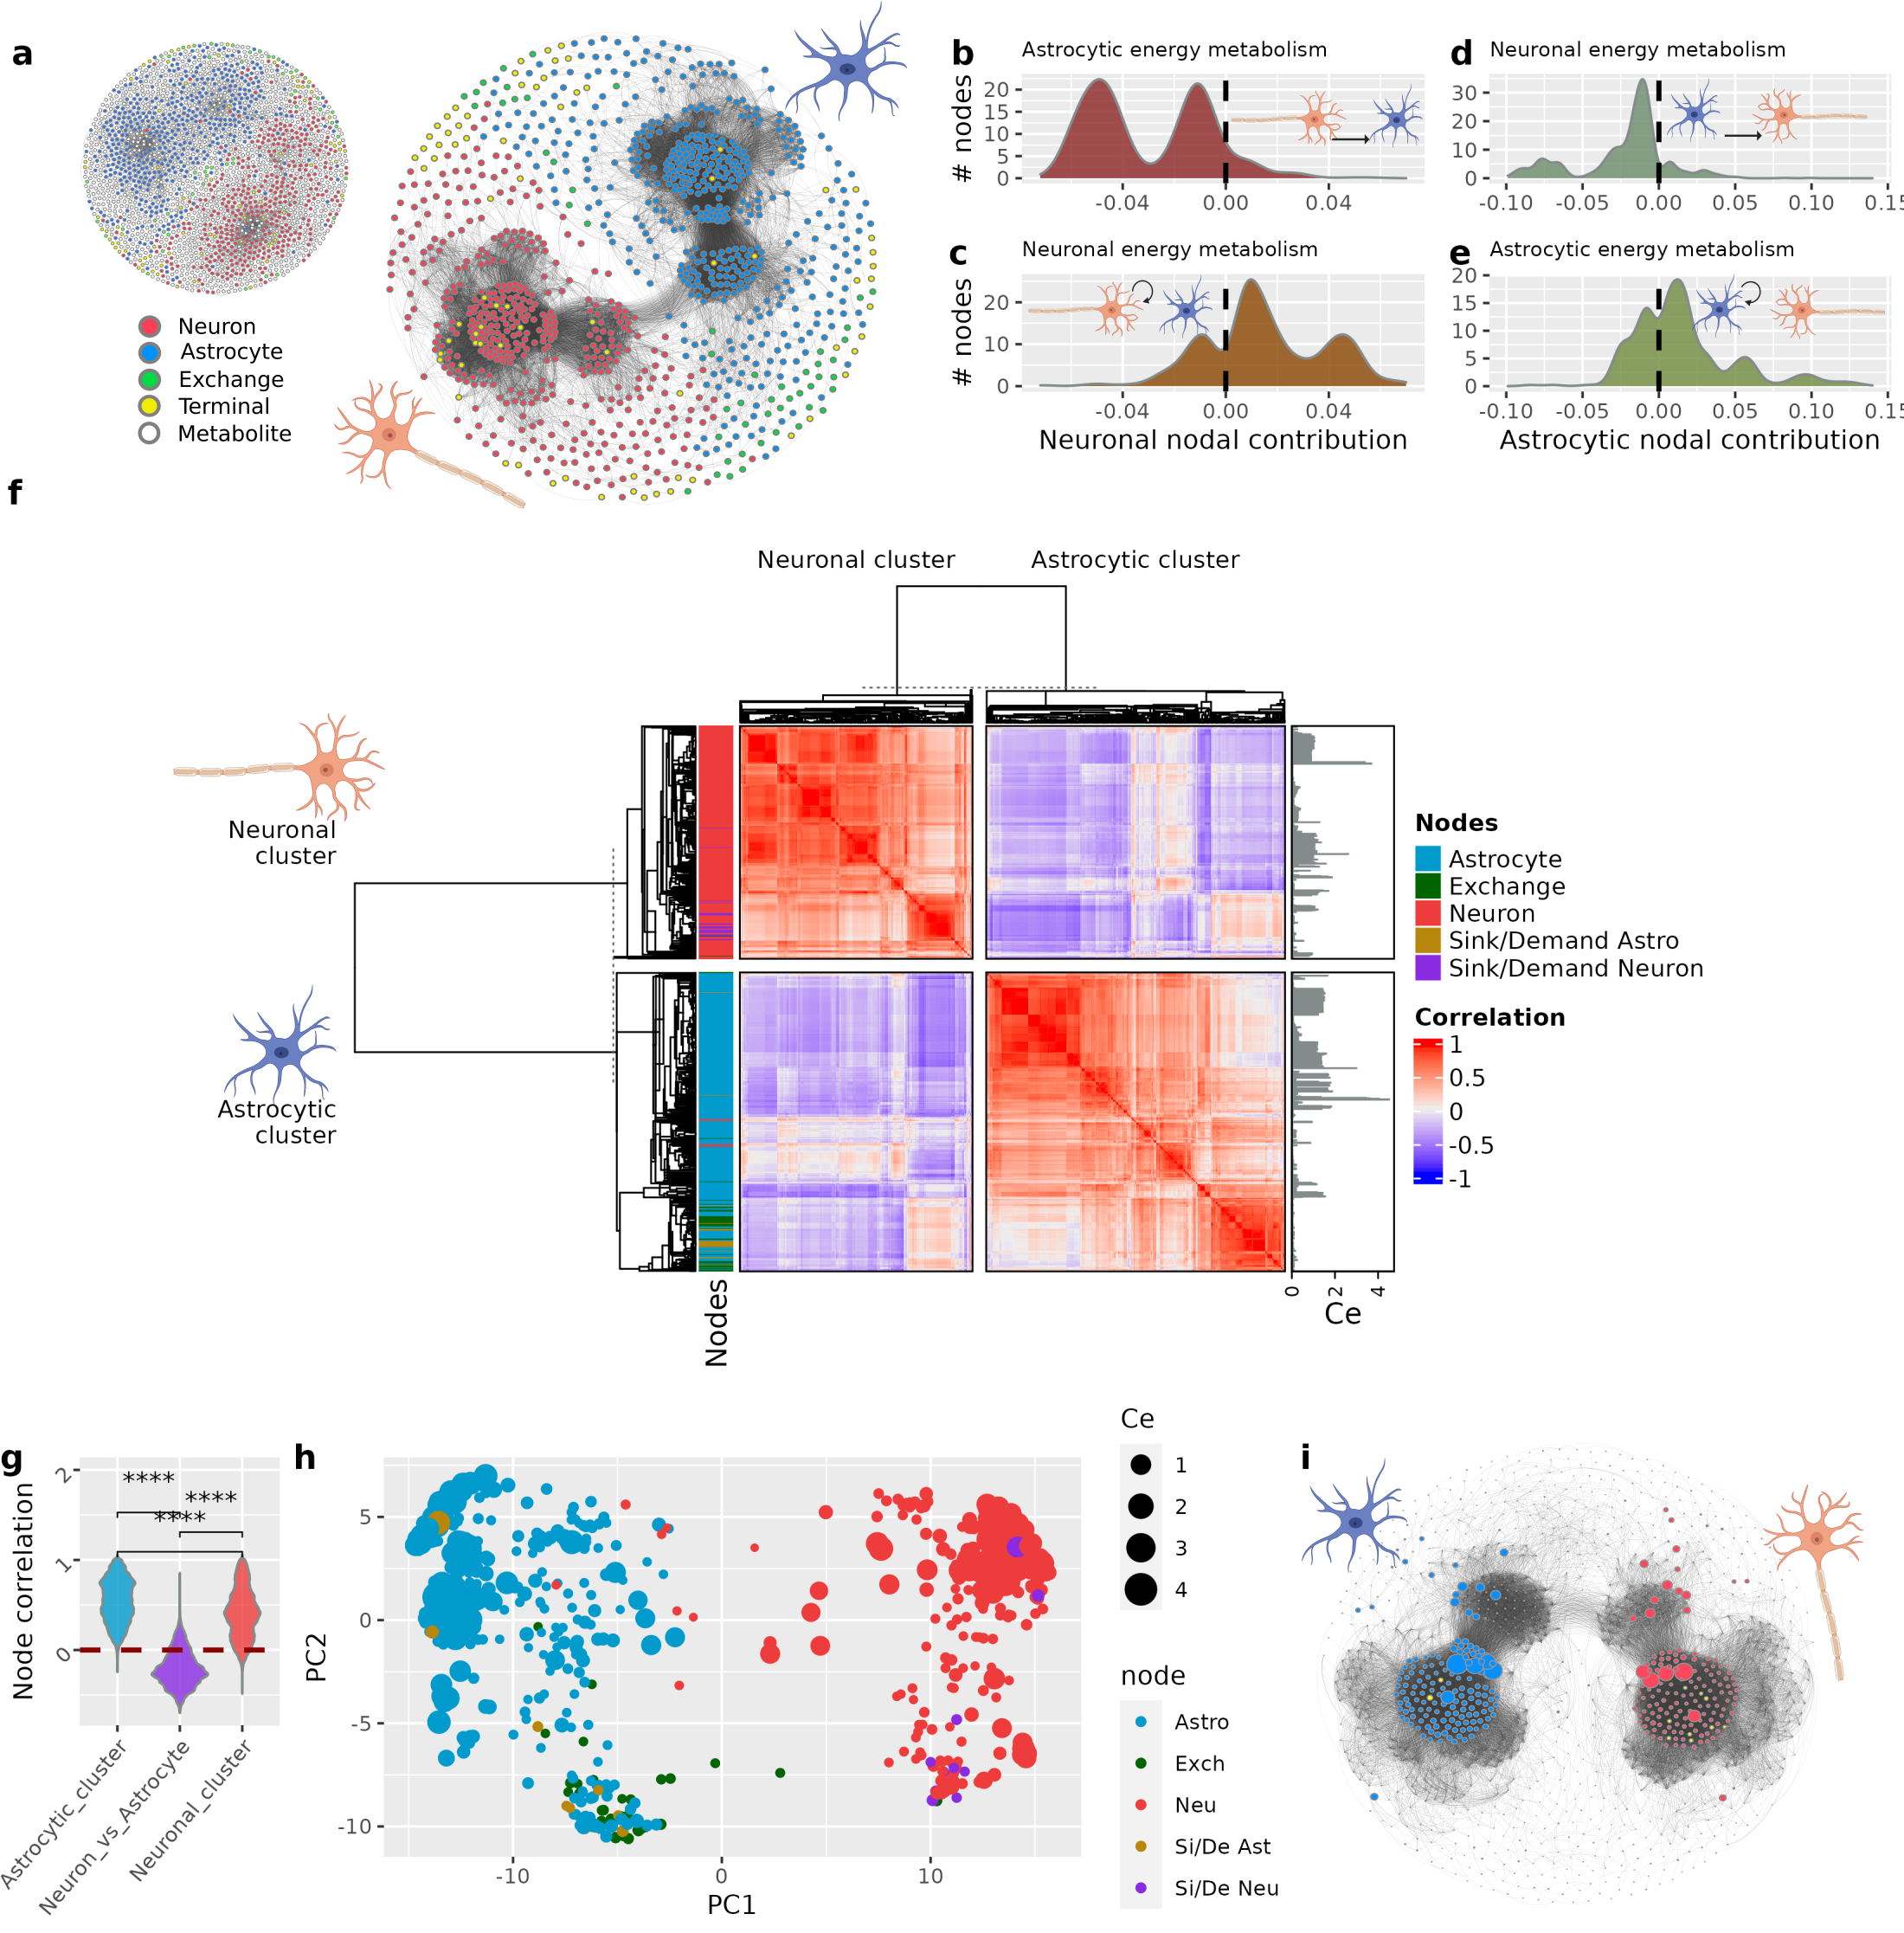 a
Neuron
Astrocyte
Exchange
Terminal
Metabolite
b
Astrocytic energy metabolism
# nodes
20
15
10
5
0
-0.04
0.00
0.04
c
Neuronal energy metabolism
# nodes
20
10
0
-0.04
0.00
0.04
Neuronal nodal contribution
d
Neuronal energy metabolism
30
20
10
0
-0.10
-0.05
0.00
0.05
0.10
0.15
e
Astrocytic energy metabolism
20
15
10
5
0
-0.10
-0.05
0.00
0.05
0.10
0.15
Astrocytic nodal contribution
f
Neuronal cluster
Astrocytic cluster
Neuronal
cluster
Astrocytic
cluster
Nodes
0
2
4
Ce
Nodes
Astrocyte
Exchange
Neuron
Sink/Demand Astro
Sink/Demand Neuron
Correlation
1
0.5
0
-0.5
-1
g
Node correlation
2
1
0
****
****
****
Astrocytic_cluster
Neuron_vs_Astrocyte
Neuronal_cluster
h
PC2
5
0
-5
-10
-10
0
10
PC1
Ce
1
2
3
4
node
Astro
Exch
Neu
Si/De Ast
Si/De Neu
i